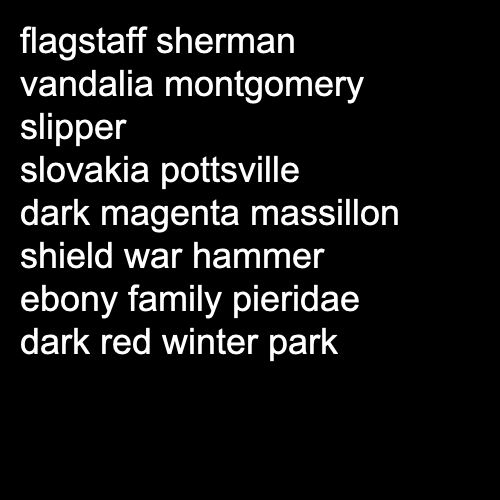 flagstaff sherman
vandalia montgomery
slipper
slovakia pottsville
dark magenta massillon
shield war hammer
ebony family pieridae
dark red winter park